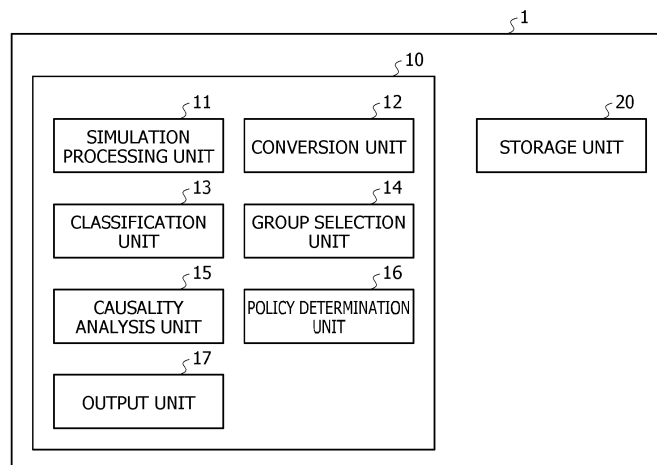 1
10
11
SIMULATION
PROCESSING UNIT
12
CONVERSION UNIT
20
STORAGE UNIT
13
CLASSIFICATION
UNIT
14
GROUP SELECTION
UNIT
15
CAUSALITY
ANALYSIS UNIT
16
POLICY DETERMINATION
UNIT
17
OUTPUT UNIT